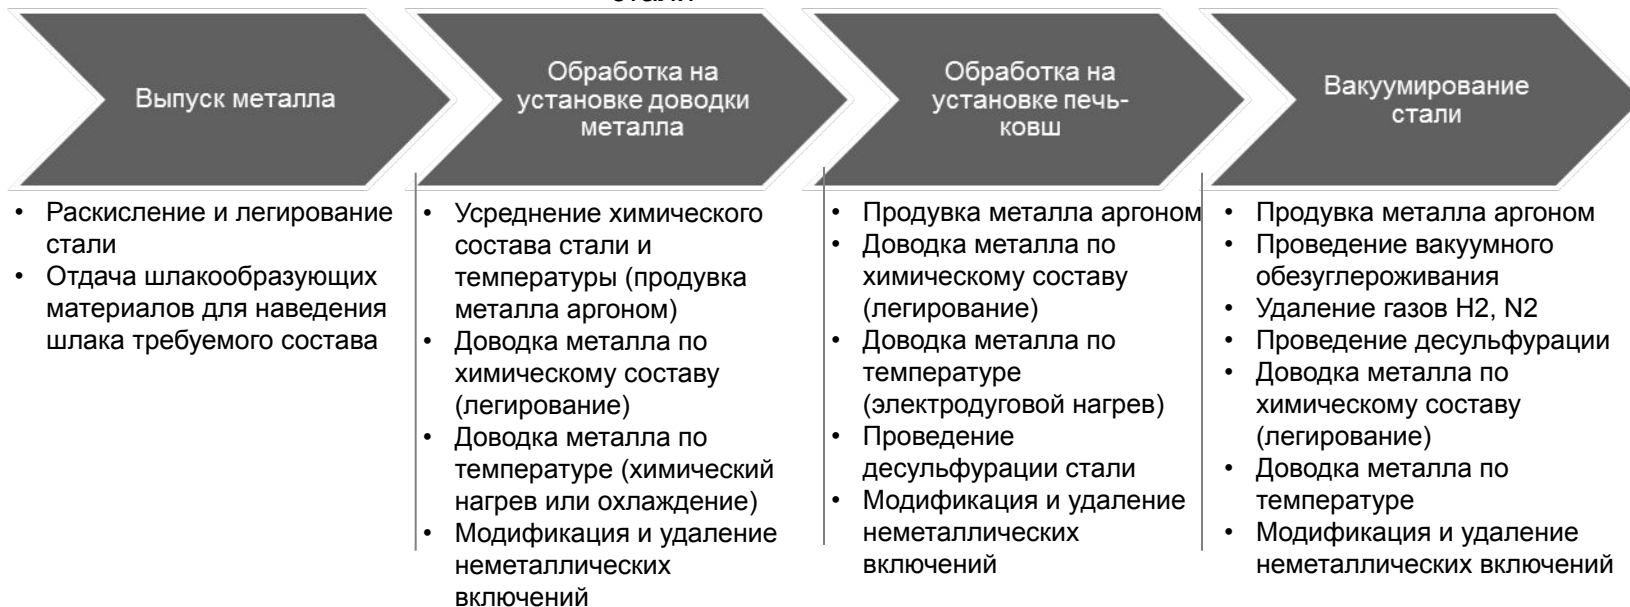 стали
Выпуск металла
Обработка на
установке доводки
металла
Обработка на
установке печь-
ковш
Вакуумирование
стали
• Раскисление и легирование
стали
• Отдача шлакообразующих
материалов для наведения
шлака требуемого состава
• Усреднение химического
состава стали и
температуры (продувка
металла аргоном)
• Доводка металла по
химическому составу
(легирование)
• Доводка металла по
температуре (химический
нагрев или охлаждение)
• Модификация и удаление
неметаллических
включений
• Продувка металла аргоном
• Доводка металла по
химическому составу
(легирование)
• Доводка металла по
температуре
(электродуговой нагрев)
• Проведение
десульфурации стали
• Модификация и удаление
неметаллических
включений
• Продувка металла аргоном
• Проведение вакуумного
обезуглероживания
• Удаление газов H2, N2
• Проведение десульфурации
• Доводка металла по
химическому составу
(легирование)
• Доводка металла по
температуре
• Модификация и удаление
неметаллических включений